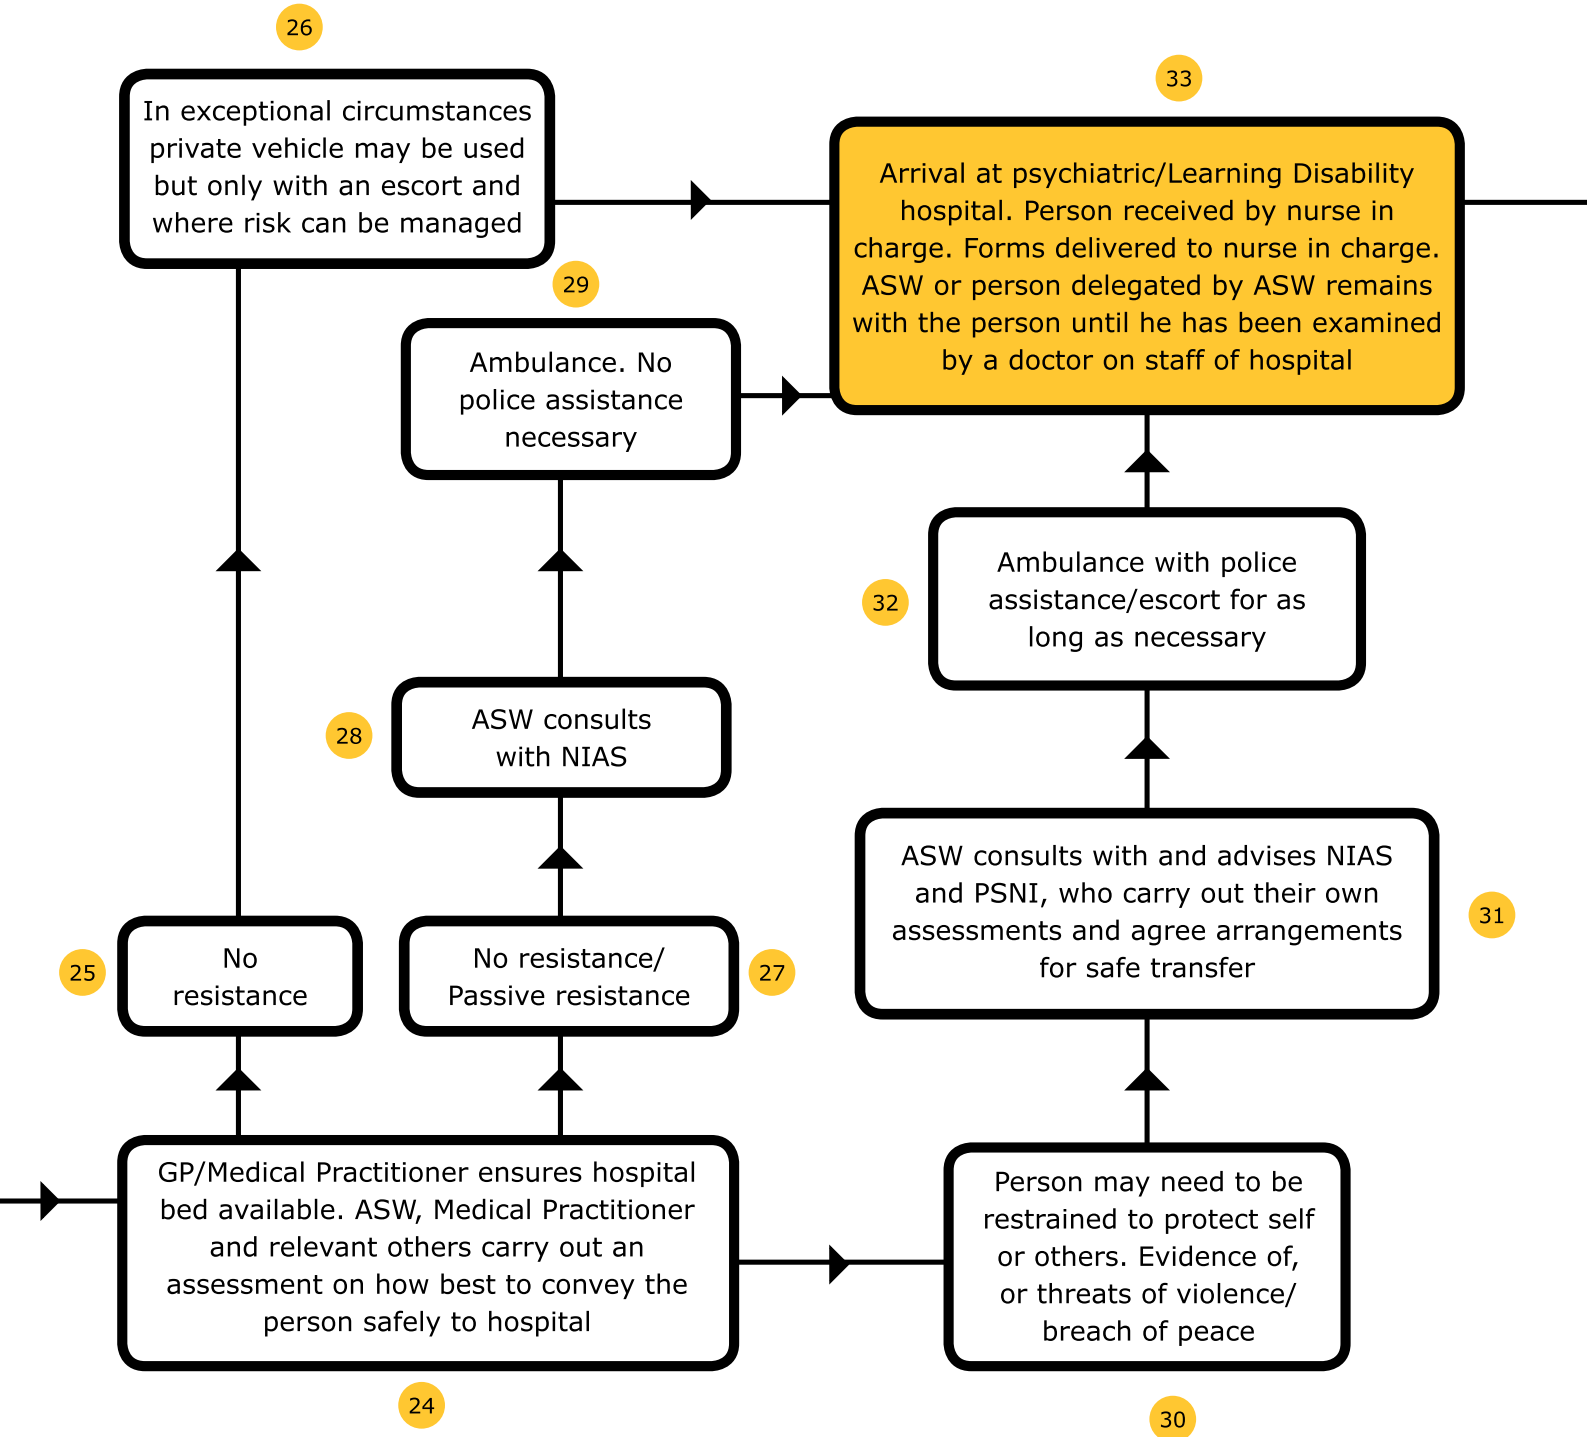 26
In exceptional circumstances
private vehicle may be used
but only with an escort and
where risk can be managed
33
Arrival at psychiatric/Learning Disability
hospital. Person received by nurse in
charge. Forms delivered to nurse in charge.
ASW or person delegated by ASW remains
with the person until he has been examined
by a doctor on staff of hospital
29
Ambulance. No
police assistance
necessary
32
Ambulance with police
assistance/escort for as
long as necessary
28
ASW consults
with NIAS
ASW consults with and advises NIAS
and PSNI, who carry out their own
assessments and agree arrangements
for safe transfer
31
25
No
resistance
No resistance/
Passive resistance
27
GP/Medical Practitioner ensures hospital
bed available. ASW, Medical Practitioner
and relevant others carry out an
assessment on how best to convey the
person safely to hospital
24
Person may need to be
restrained to protect self
or others. Evidence of,
or threats of violence/
breach of peace
30